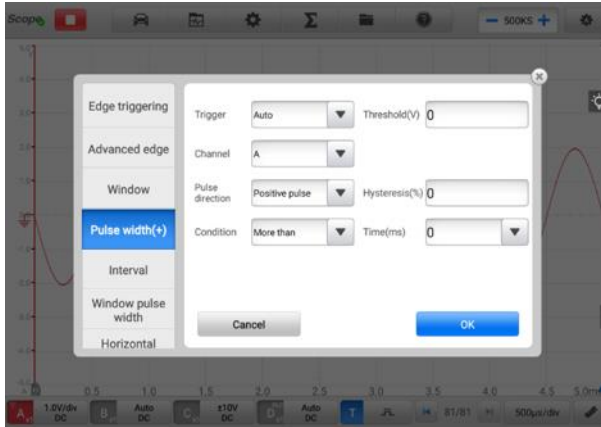 Scope
500KS
Edge triggering
Advanced edge
Window
Pulse width(+)
Interval
Window pulse
width
Horizontal
Trigger
Auto
Threshold(V)
0
Channel
A
Pulse
direction
Positive pulse
Hysteresis(%)
0
Condition
More than
Time(ms)
0
Cancel
OK
0.5 1.0 1.5 2.0 2.5 3.0 3.5 4.0 4.5 5.0m
A
1.0V/div
DC
B
Auto
DC
C
±10V
DC
D
Auto
DC
T
81/81
500µs/div